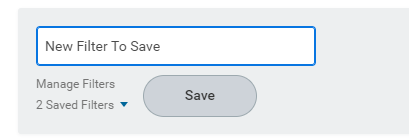 New Filter To Save
Manage Filters
2 Saved Filters
Save